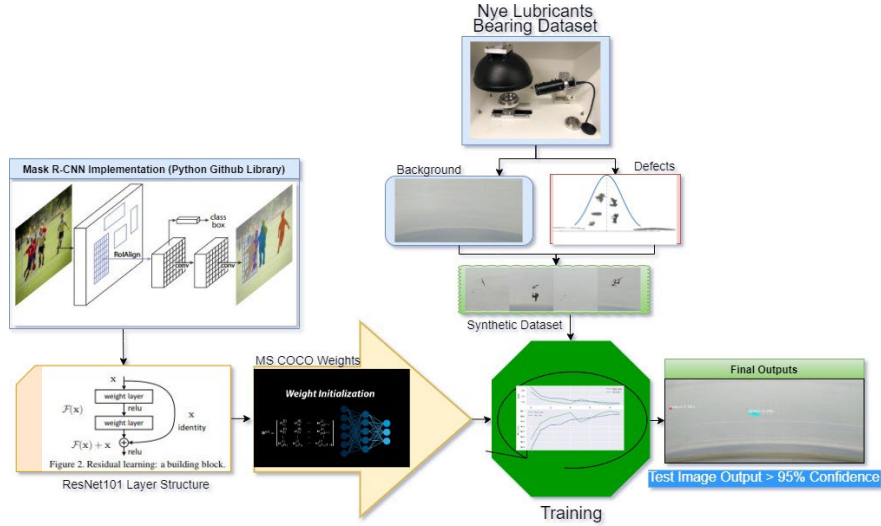 Nye Lubricants
Bearing Dataset
Mask R-CNN Implementation (Python Github Library)
class
box
RoIAlign
conv
conv
Background
Defects
Synthetic Dataset
MS COCO Weights
Weight Initialization
x
weight layer
F(x)
relu
weight layer
x
identity
F(x) + x
relu
Figure 2. Residual learning: a building block.
ResNet101 Layer Structure
Training
Final Outputs
Test Image Output > 95% Confidence